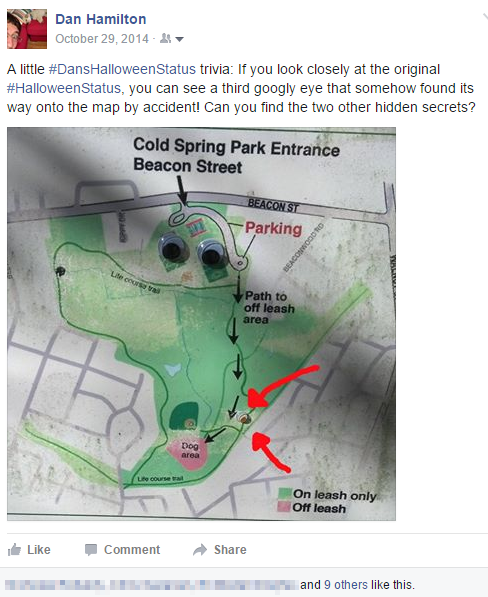 Dan Hamilton
October 29, 2014 ·
A little #DansHalloweenStatus trivia: If you look closely at the original
#HalloweenStatus, you can see a third googly eye that somehow found its
way onto the map by accident! Can you find the two other hidden secrets?
Cold Spring Park Entrance
Beacon Street
BEACON ST
Parking
BEACONWOOD RD
Life course trail
Path to
off leash
area
Dog
area
Life course trail
On leash only
Off leash
Like Comment Share
and 9 others like this.